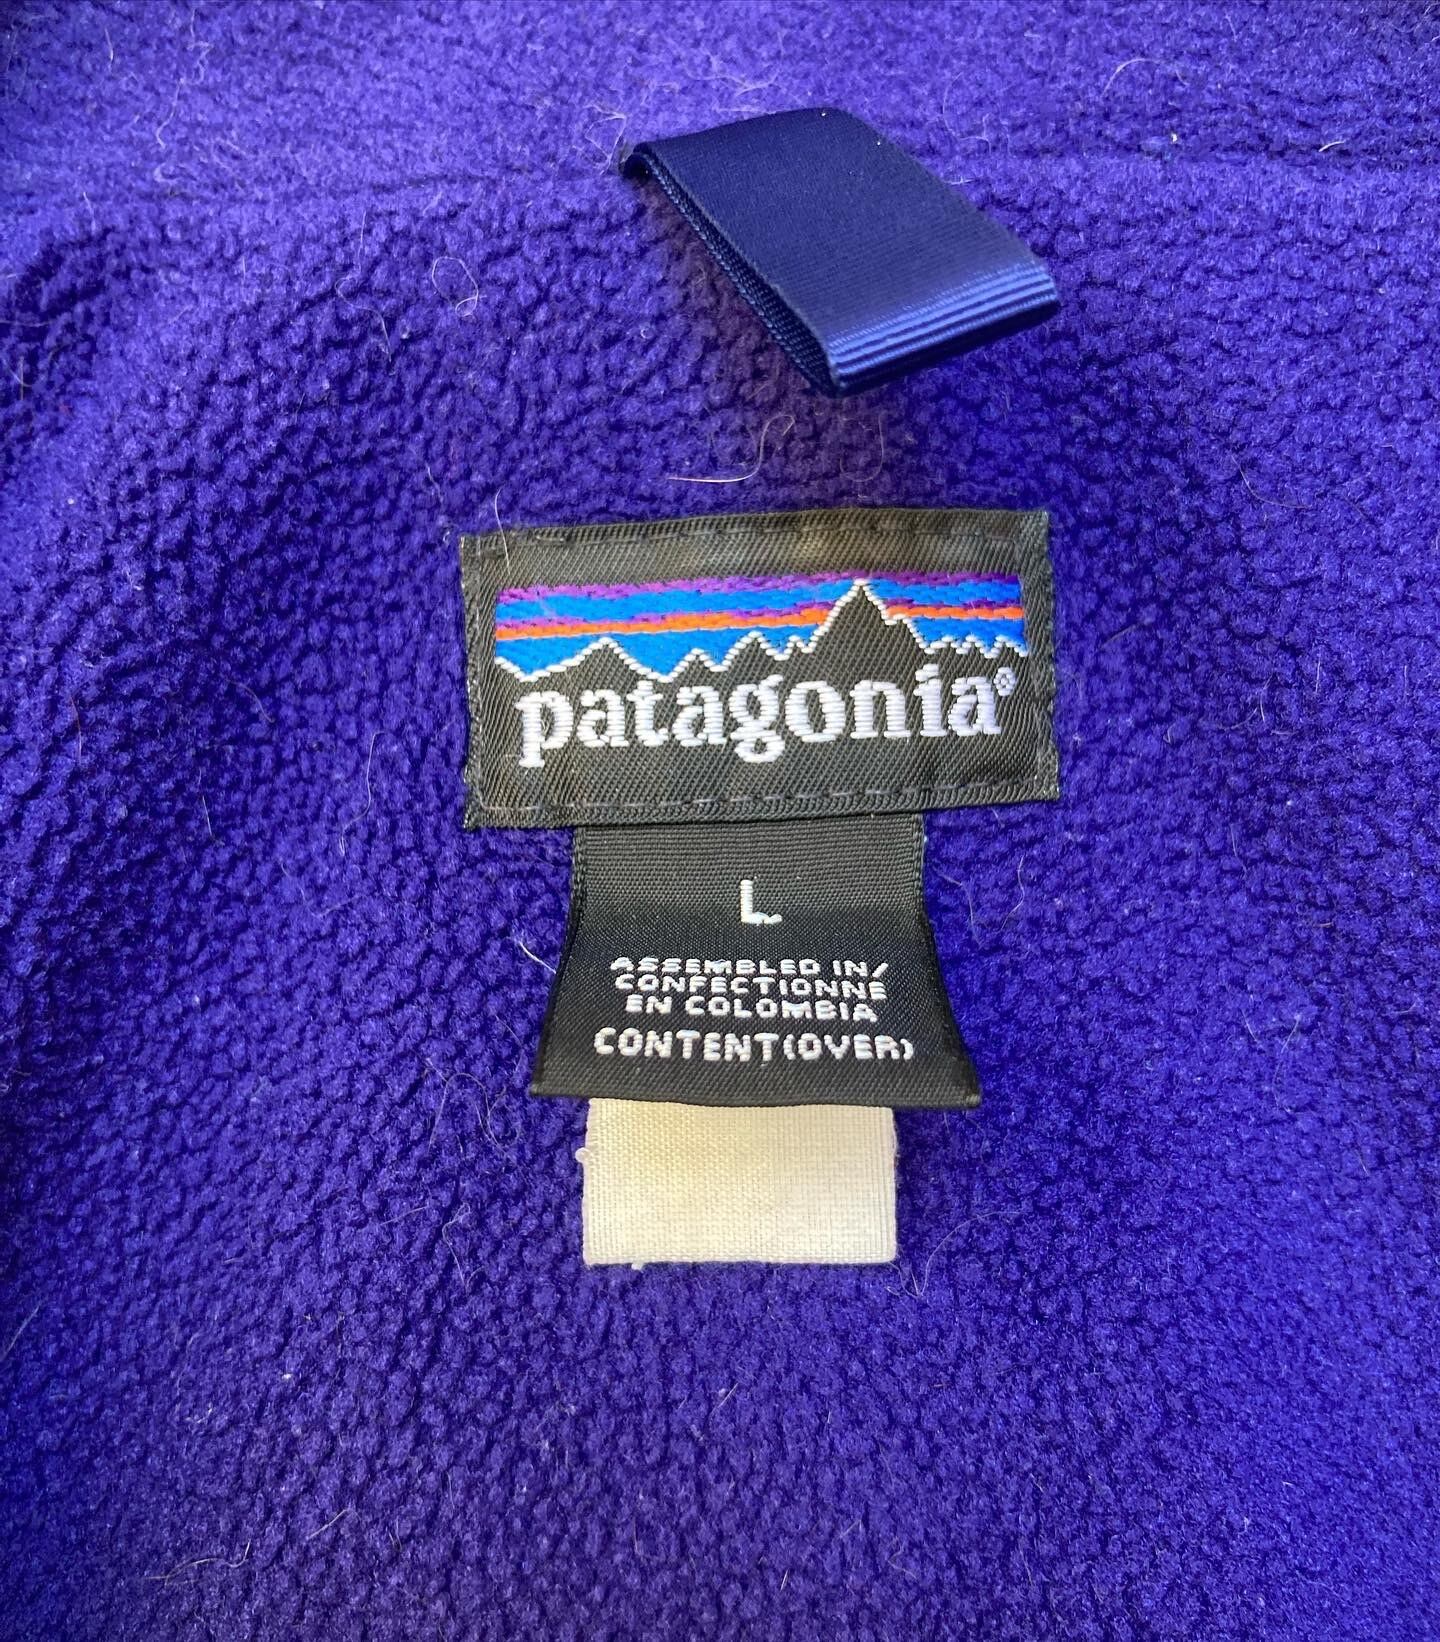 patagonia®
L
ASSEMBLED IN/
CONFECTIONNE
EN COLOMBIA
CONTENT(OVER)